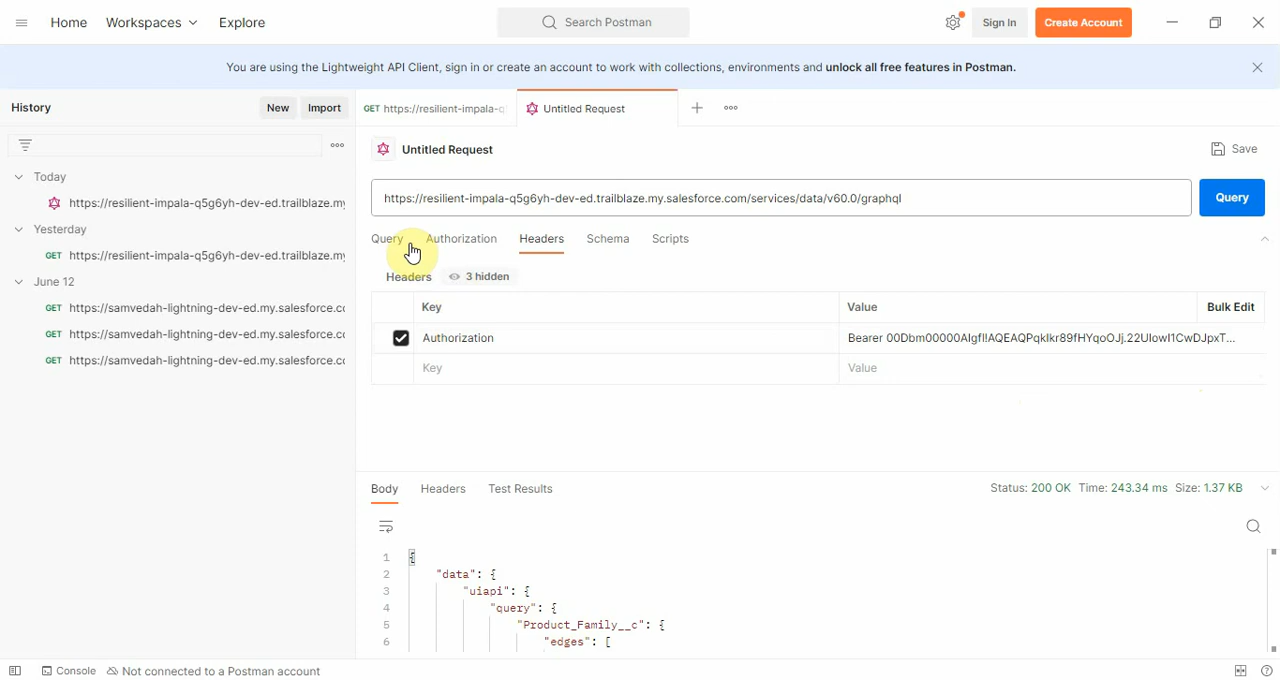 Home Workspaces Explore Search Postman Sign In Create Account
You are using the Lightweight API Client, sign in or create an account to work with collections, environments and unlock all free features in Postman.
History New Import GET https://resilient-impala-q Untitled Request
Untitled Request Save
Today
https://resilient-impala-q5g6yh-dev-ed.trailblaze.my
Yesterday
GET https://resilient-impala-q5g6yh-dev-ed.trailblaze.my
June 12
GET https://samvedah-lightning-dev-ed.my.salesforce.co
GET https://samvedah-lightning-dev-ed.my.salesforce.co
GET https://samvedah-lightning-dev-ed.my.salesforce.co
https://resilient-impala-q5g6yh-dev-ed.trailblaze.my.salesforce.com/services/data/v60.0/graphql Query
Query Authorization Headers Schema Scripts
Headers 3 hidden
Key Value Bulk Edit
Authorization Bearer
Key Value
Body Headers Test Results Status: 200 OK Time: 243.34 ms Size: 1.37 KB
1 {
2 "data": {
3 "uiapi": {
4 "query": {
5 "Product_Family__c": {
6 "edges": [
Console Not connected to a Postman account